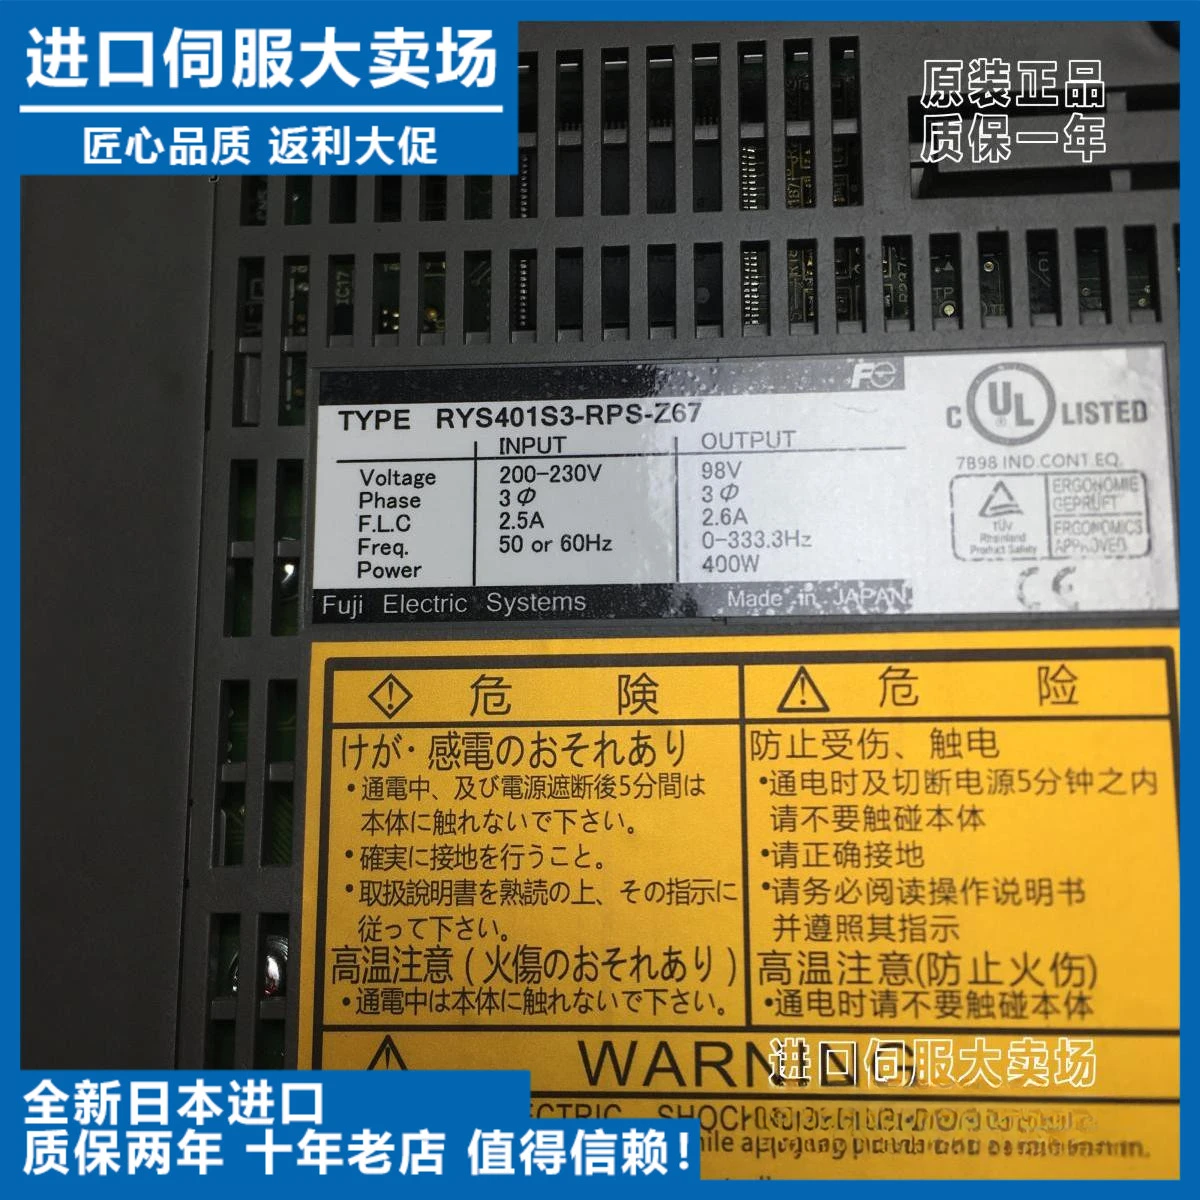 进口伺服大卖场
匠心品质 返利大促
原装正品
质保一年
IC17
TYPE RYS401S3-RPS-Z67
INPUT OUTPUT
Voltage 200-230V 98V
Phase 3Φ 3Φ
F.L.C 2.5A 2.6A
Freq. 50 or 60Hz 0-333.3Hz
Power 400W
Fuji Electric Systems Made in JAPAN
C UL LISTED
7B98 IND.CONT.EQ.
TÜV
Rheinland
Product Safety
ERGONOMIE
GEPRÜFT
ERGONOMICS
APPROVED
CE
危 険
けが・感電のおそれあり
・通電中、及び電源遮断後5分間は
本体に触れないで下さい。
・確実に接地を行うこと。
・取扱説明書を熟読の上、その指示に
従って下さい。
高温注意(火傷のおそれあり)
・通電中は本体に触れないで下さい。
危 险
防止受伤、触电
・通电时及切断电源5分钟之内
请不要触碰本体
・请正确接地
・请务必阅读操作说明书
并遵照其指示
高温注意(防止火伤)
・通电时请不要触碰本体
WARNING
进口伺服大卖场
ECTRIC SHOCK
全新日本进口
质保两年 十年老店 值得信赖!